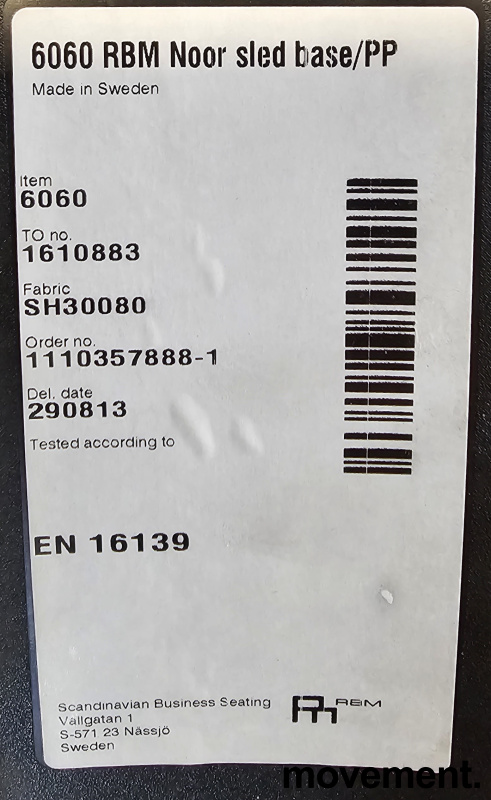 6060 RBM Noor sled base/PP
Made in Sweden
Item
6060
TO no.
1610883
Fabric
SH30080
Order no.
1110357888-1
Del. date
290813
Tested according to
EN 16139
Scandinavian Business Seating
Vallgatan 1
S-571 23 Nässjö
Sweden
RBM
movement.